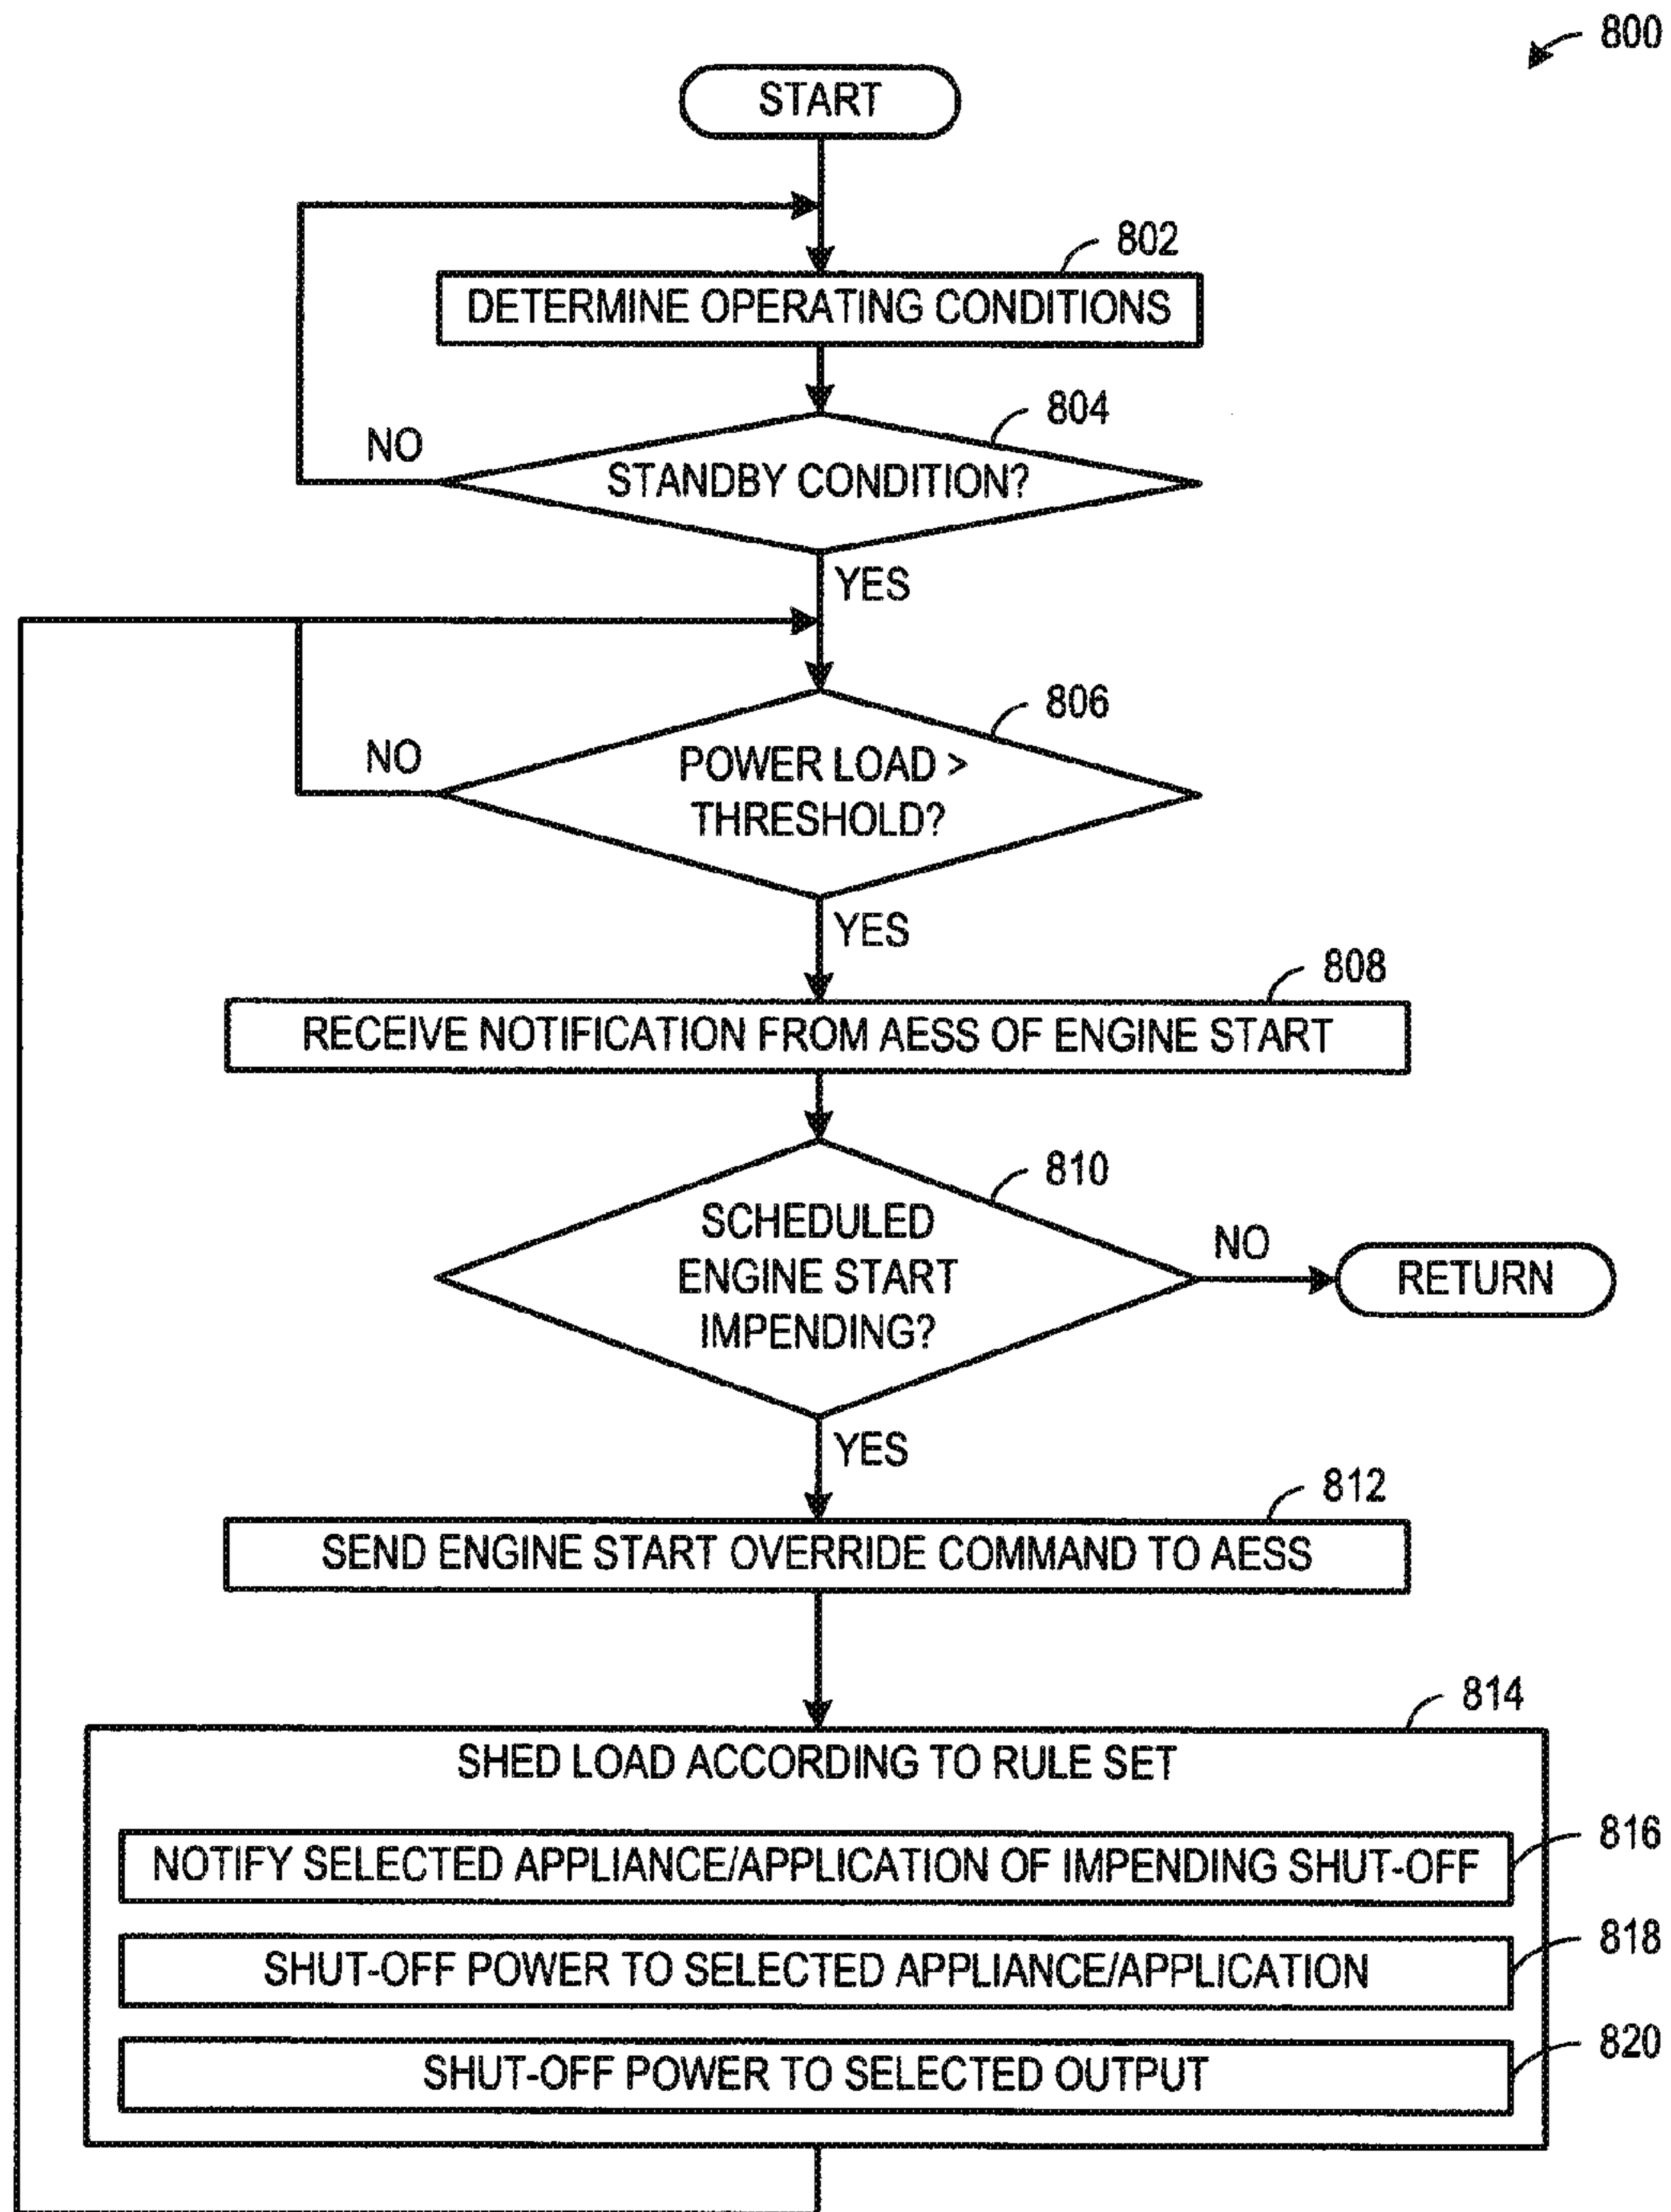 800
START
802
DETERMINE OPERATING CONDITIONS
804
NO
STANDBY CONDITION?
YES
806
NO
POWER LOAD >
THRESHOLD?
YES
808
RECEIVE NOTIFICATION FROM AESS OF ENGINE START
810
SCHEDULED
ENGINE START
IMPENDING?
NO
RETURN
YES
812
SEND ENGINE START OVERRIDE COMMAND TO AESS
814
SHED LOAD ACCORDING TO RULE SET
816
NOTIFY SELECTED APPLIANCE/APPLICATION OF IMPENDING SHUT-OFF
818
SHUT-OFF POWER TO SELECTED APPLIANCE/APPLICATION
820
SHUT-OFF POWER TO SELECTED OUTPUT